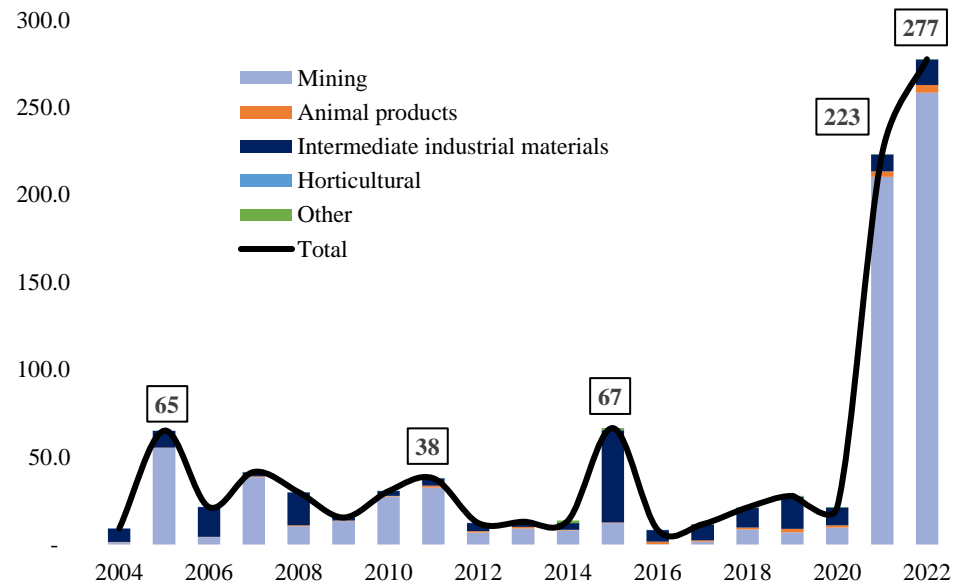 300.0
250.0
200.0
150.0
100.0
50.0
-
Mining
Animal products
Intermediate industrial materials
Horticultural
Other
Total
65
38
67
223
277
2004 2006 2008 2010 2012 2014 2016 2018 2020 2022